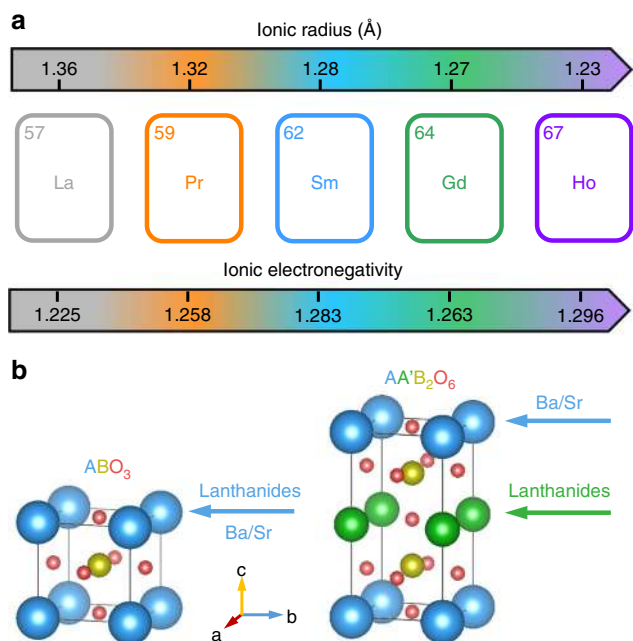 a
Ionic radius (Å)
1.36 1.32 1.28 1.27 1.23
57 59 62 64 67
La Pr Sm Gd Ho
Ionic electronegativity
1.225 1.258 1.283 1.263 1.296
b
AA'B₂O₆
Ba/Sr
ABO₃
Lanthanides
Ba/Sr
Lanthanides
c
b
a